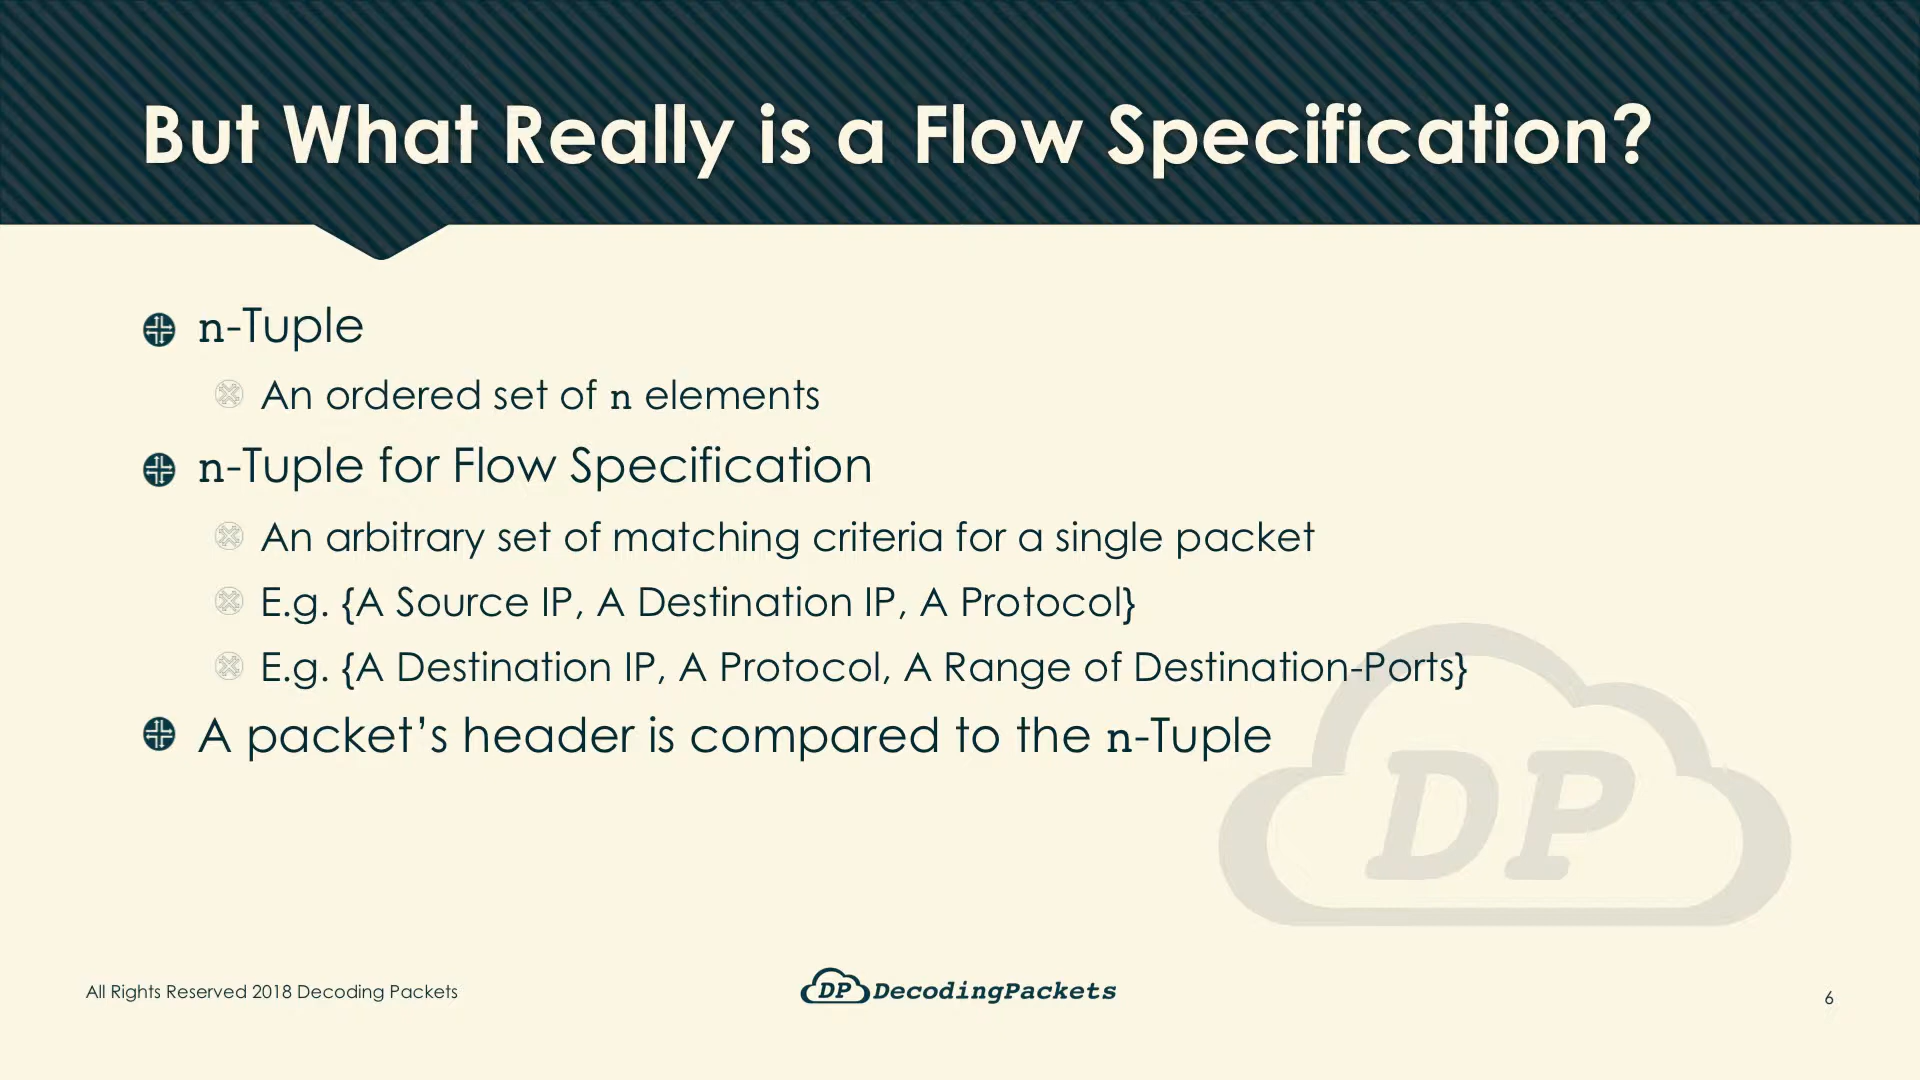 But What Really is a Flow Specification?
n-Tuple
An ordered set of n elements
n-Tuple for Flow Specification
An arbitrary set of matching criteria for a single packet
E.g. {A Source IP, A Destination IP, A Protocol}
E.g. {A Destination IP, A Protocol, A Range of Destination-Ports}
A packet’s header is compared to the n-Tuple
DP
All Rights Reserved 2018 Decoding Packets
DP DecodingPackets
6